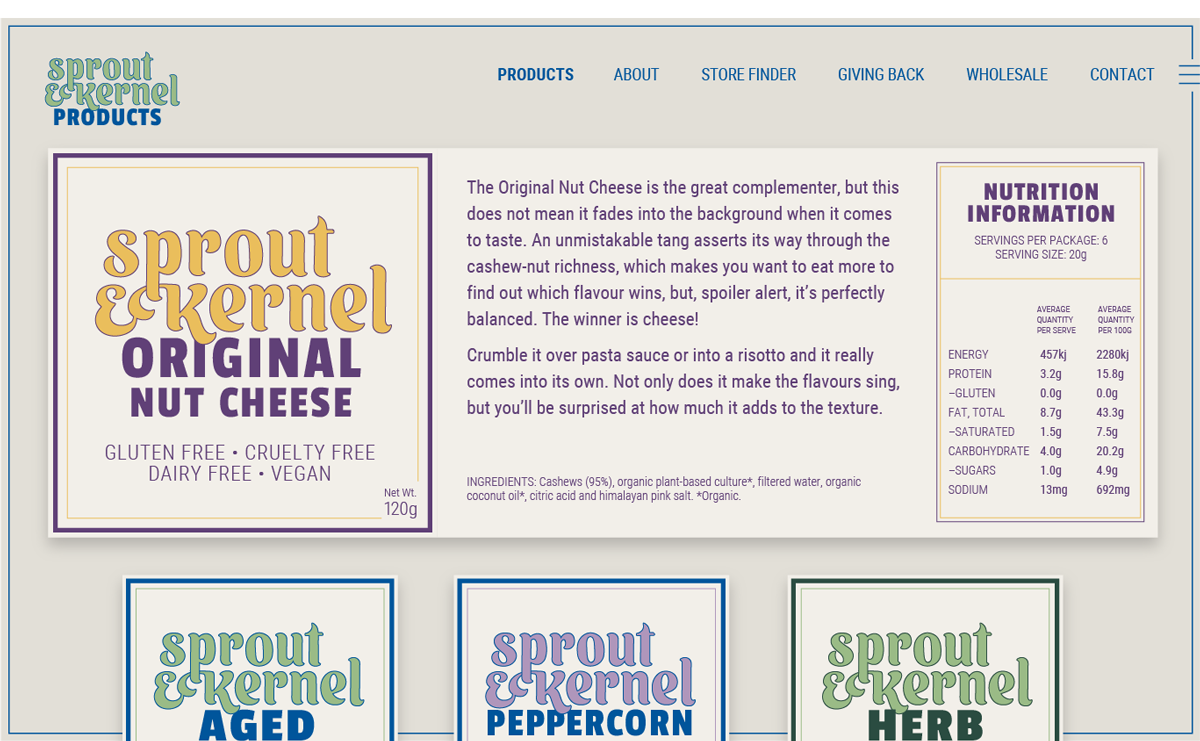 sprout
&kernel
PRODUCTS
PRODUCTS ABOUT STORE FINDER GIVING BACK WHOLESALE CONTACT
sprout
&kernel
ORIGINAL
NUT CHEESE
GLUTEN FREE • CRUELTY FREE
DAIRY FREE • VEGAN
Net Wt.
120g
The Original Nut Cheese is the great complementer, but this
does not mean it fades into the background when it comes
to taste. An unmistakable tang asserts its way through the
cashew-nut richness, which makes you want to eat more to
find out which flavour wins, but, spoiler alert, it’s perfectly
balanced. The winner is cheese!
Crumble it over pasta sauce or into a risotto and it really
comes into its own. Not only does it make the flavours sing,
but you’ll be surprised at how much it adds to the texture.
INGREDIENTS: Cashews (95%), organic plant-based culture*, filtered water, organic
coconut oil*, citric acid and himalayan pink salt. *Organic.
NUTRITION
INFORMATION
SERVINGS PER PACKAGE: 6
SERVING SIZE: 20g
AVERAGE AVERAGE
QUANTITY QUANTITY
PER SERVE PER 100G
ENERGY 457kj 2280kj
PROTEIN 3.2g 15.8g
–GLUTEN 0.0g 0.0g
FAT, TOTAL 8.7g 43.3g
–SATURATED 1.5g 7.5g
CARBOHYDRATE 4.0g 20.2g
–SUGARS 1.0g 4.9g
SODIUM 13mg 692mg
sprout
&kernel
AGED
sprout
&kernel
PEPPERCORN
sprout
&kernel
HERB